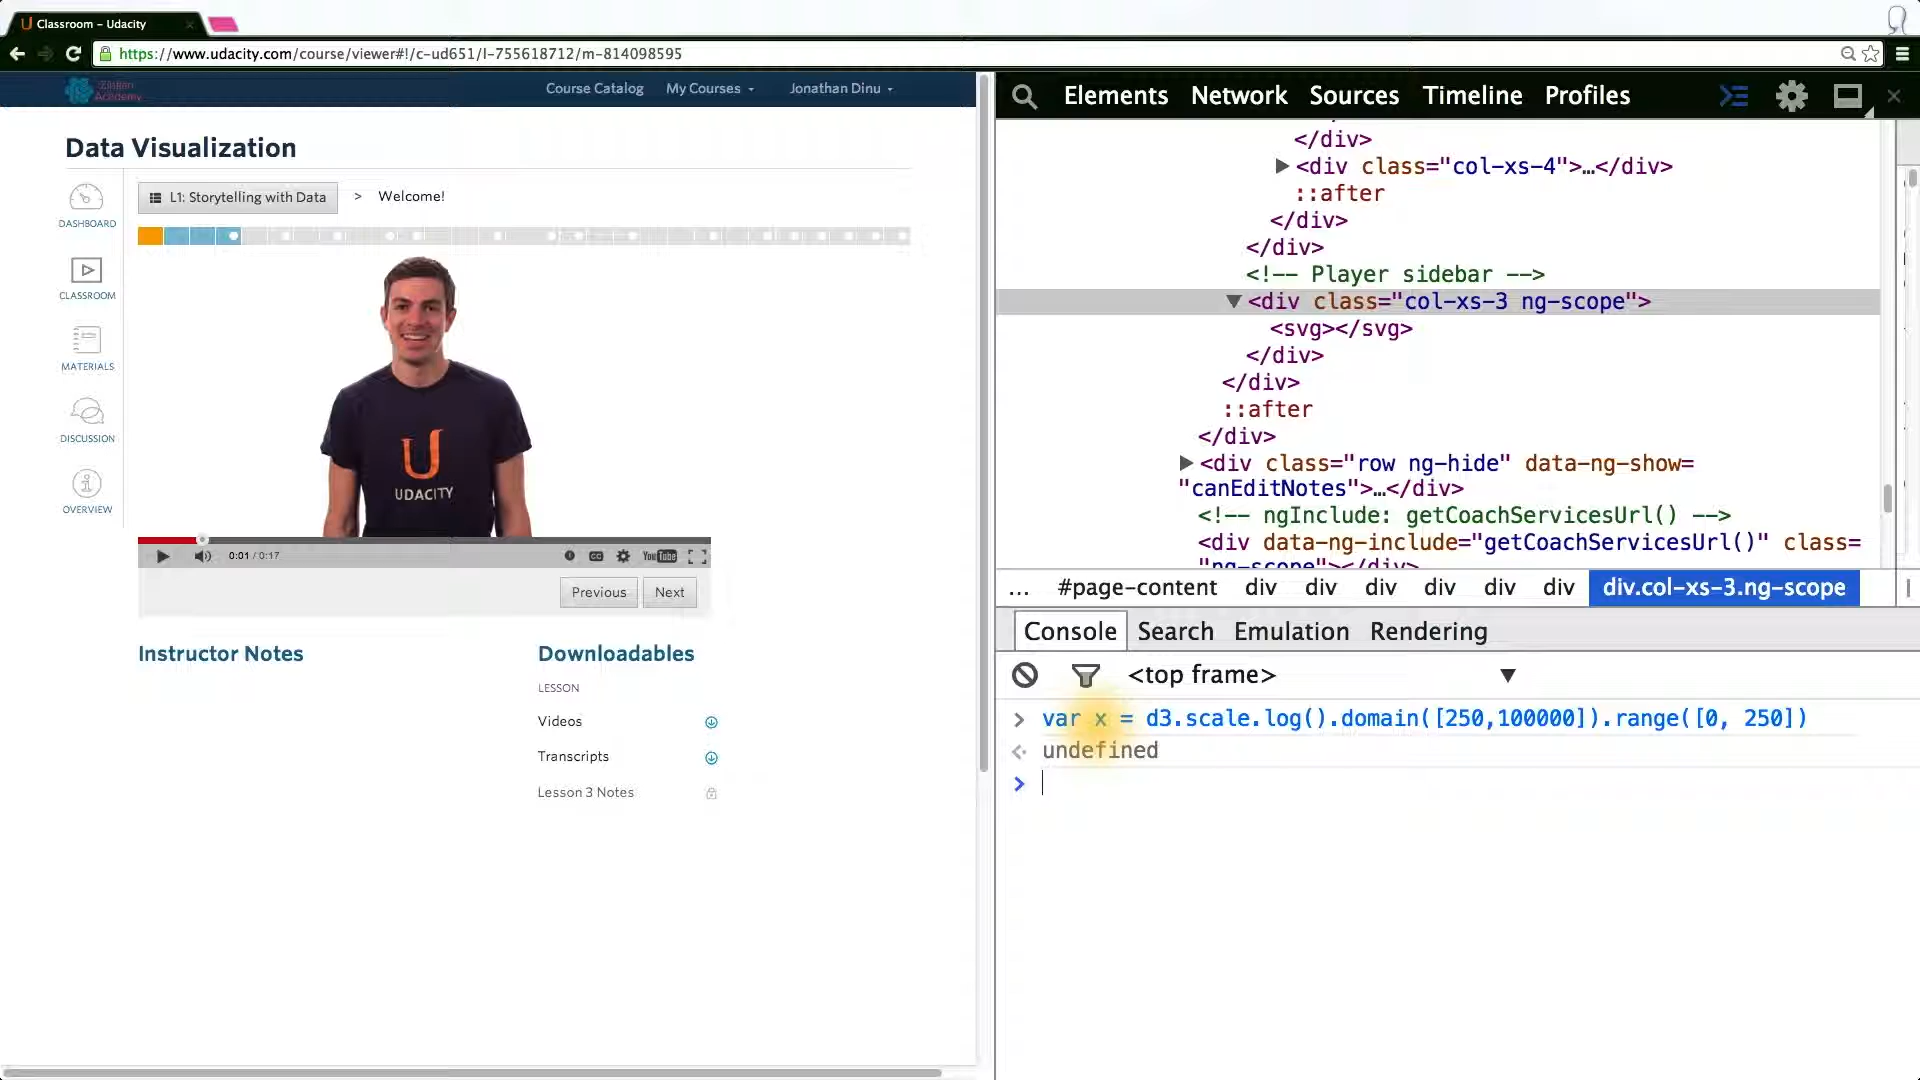 Classroom – Udacity
https://www.udacity.com/course/viewer#!/c-ud651/l-755618712/m-814098595
Course Catalog My Courses Jonathan Dinu
Academy
Data Visualization
L1: Storytelling with Data > Welcome!
DASHBOARD
CLASSROOM
MATERIALS
DISCUSSION
OVERVIEW
UDACITY
0:01 / 0:17
CC
YouTube
Previous Next
Instructor Notes
Downloadables
LESSON
Videos
Transcripts
Lesson 3 Notes
Elements Network Sources Timeline Profiles
</div>
<div class="col-xs-4">…</div>
::after
</div>
</div>
<!-- Player sidebar -->
<div class="col-xs-3 ng-scope">
<svg></svg>
</div>
</div>
::after
</div>
<div class="row ng-hide" data-ng-show=
"canEditNotes">…</div>
<!-- ngInclude: getCoachServicesUrl() -->
<div data-ng-include="getCoachServicesUrl()" class=
"ng-scope"></div>
... #page-content div div div div div div div.col-xs-3.ng-scope
Console Search Emulation Rendering
<top frame>
> var x = d3.scale.log().domain([250,100000]).range([0, 250])
undefined
>